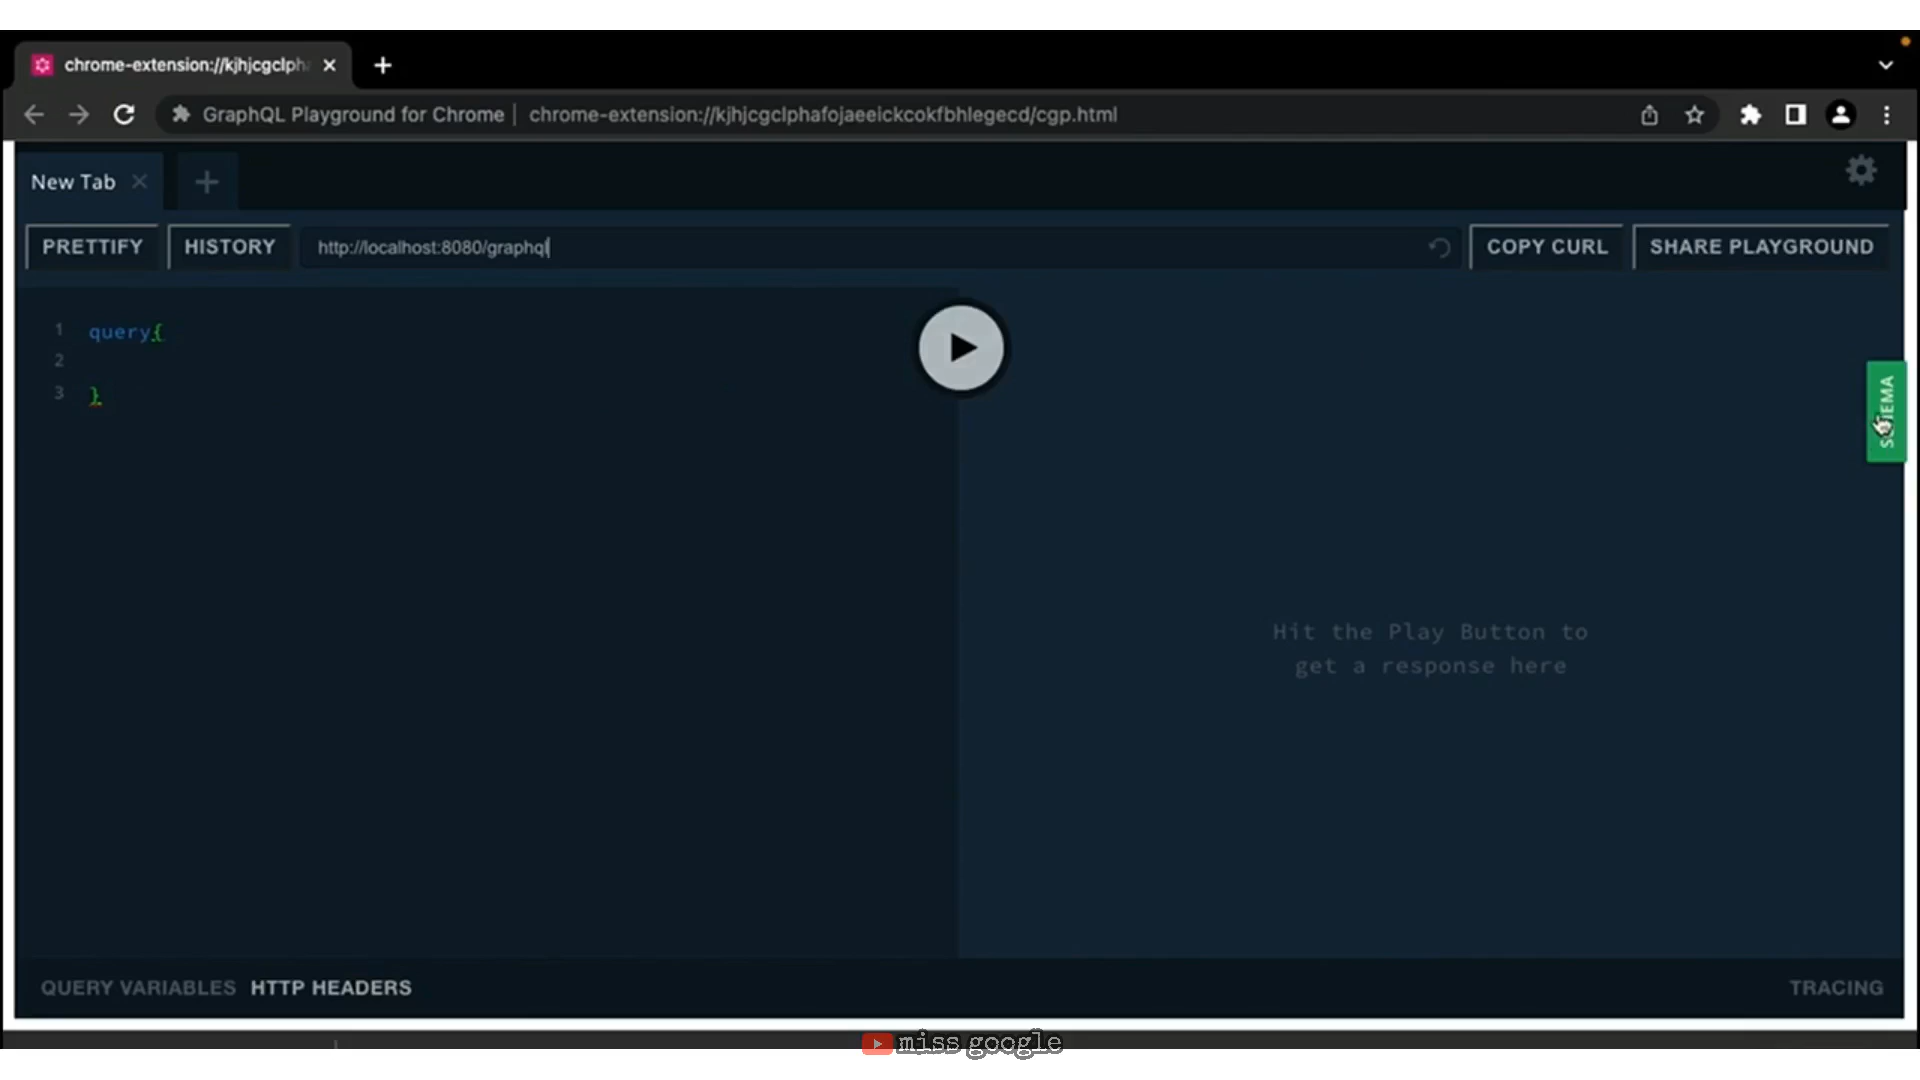 chrome-extension://kjhjcgclpha
GraphQL Playground for Chrome | chrome-extension://kjhjcgclphafojaeeickcokfbhlegecd/cgp.html
New Tab
PRETTIFY HISTORY http://localhost:8080/graphql COPY CURL SHARE PLAYGROUND
1 query{
2
3 }
SCHEMA
Hit the Play Button to
get a response here
QUERY VARIABLES HTTP HEADERS TRACING
miss google